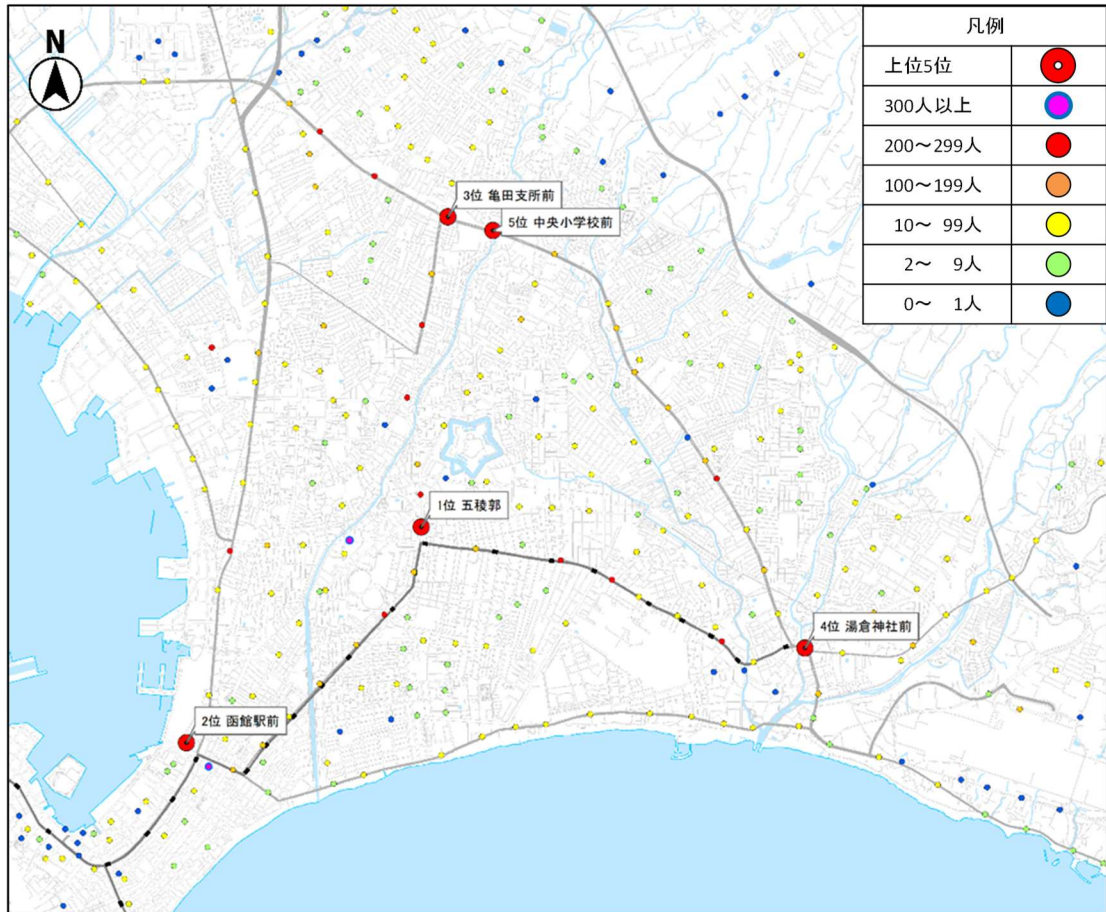 N
凡例
上位5位
300人以上
200～299人
100～199人
10～ 99人
2～ 9人
0～ 1人
3位 亀田支所前
5位 中央小学校前
1位 五稜郭
4位 湯倉神社前
2位 函館駅前